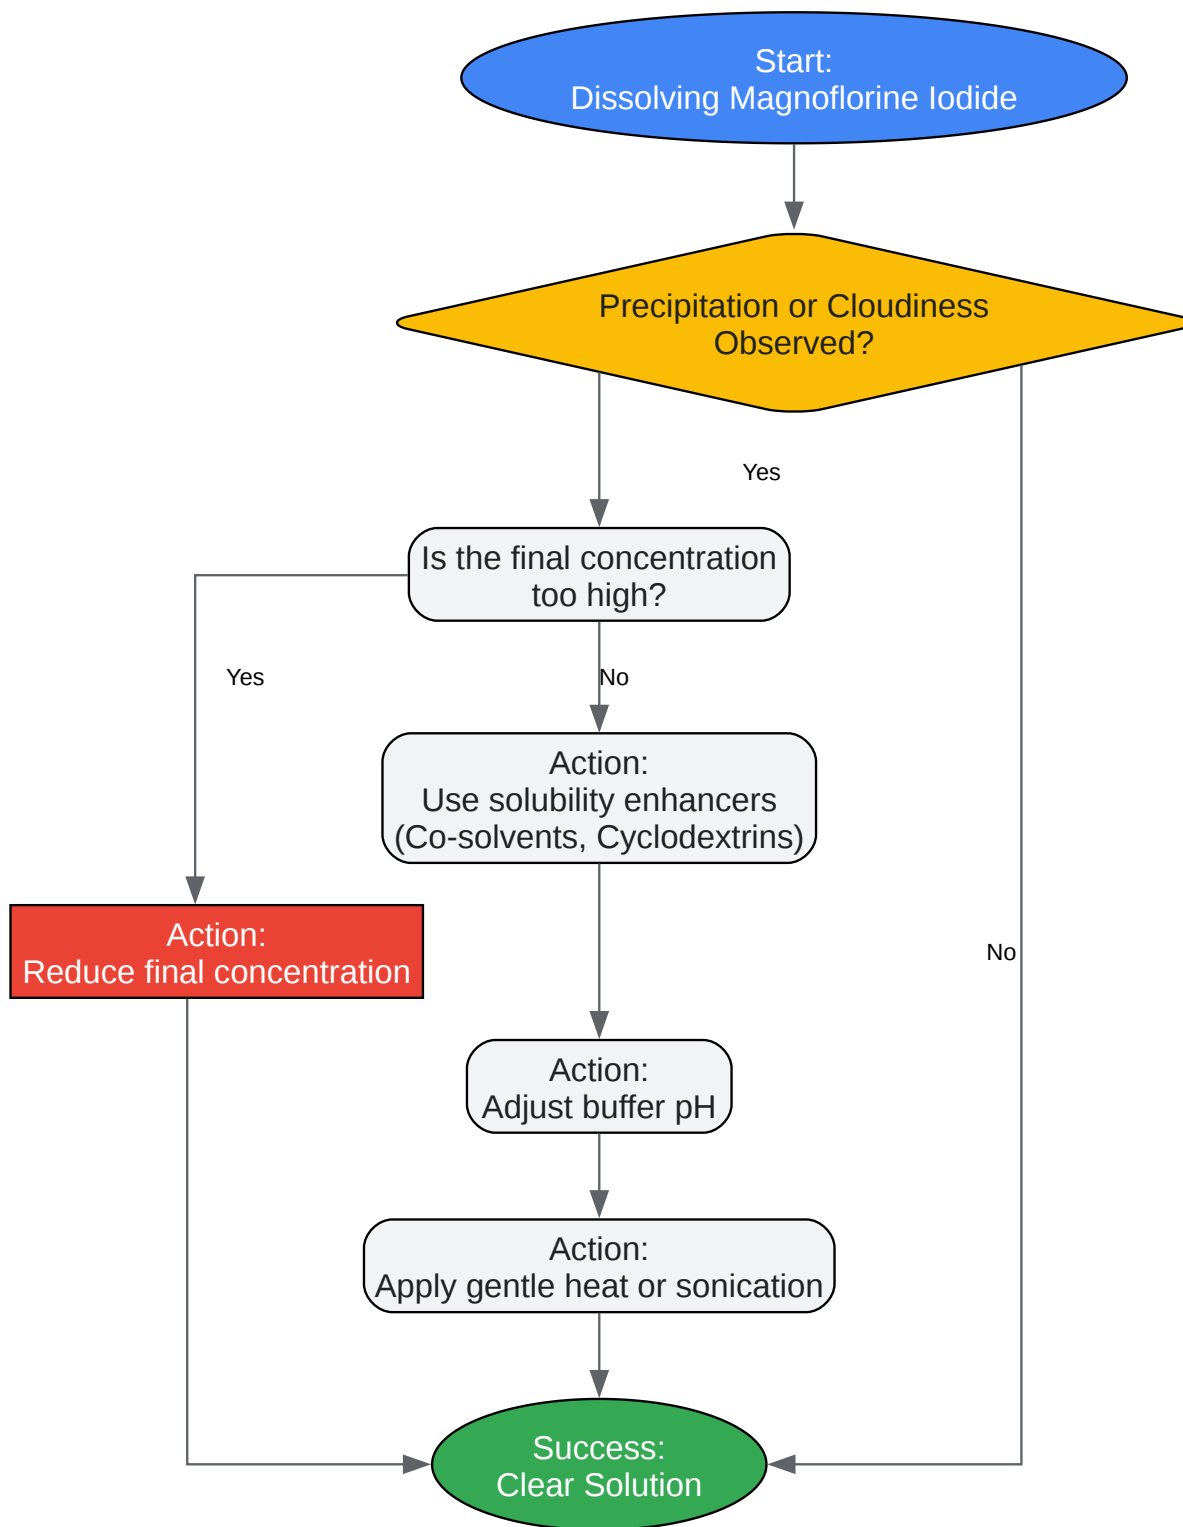 Start:
Dissolving Magnoflorine Iodide
Precipitation or Cloudiness
Observed?
Yes
Is the final concentration
too high?
Yes
No
Action:
Use solubility enhancers
(Co-solvents, Cyclodextrins)
Action:
Reduce final concentration
No
Action:
Adjust buffer pH
Action:
Apply gentle heat or sonication
Success:
Clear Solution